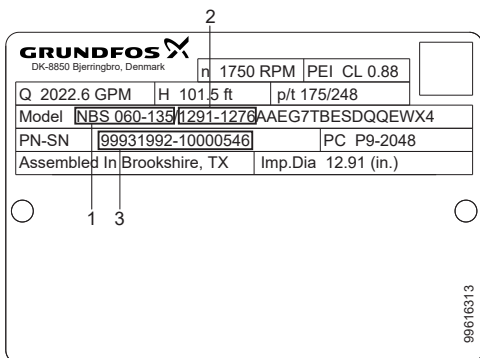 2
GRUNDFOS
DK-8850 Bjerringbro, Denmark
n 1750 RPM PEI CL 0.88
Q 2022.6 GPM H 101.5 ft p/t 175/248
Model NBS 060-135/1291-1276AAEG7TBESDQQEWX4
PN-SN 99931992-10000546 PC P9-2048
Assembled In Brookshire, TX Imp.Dia 12.91 (in.)
1 3
99616313